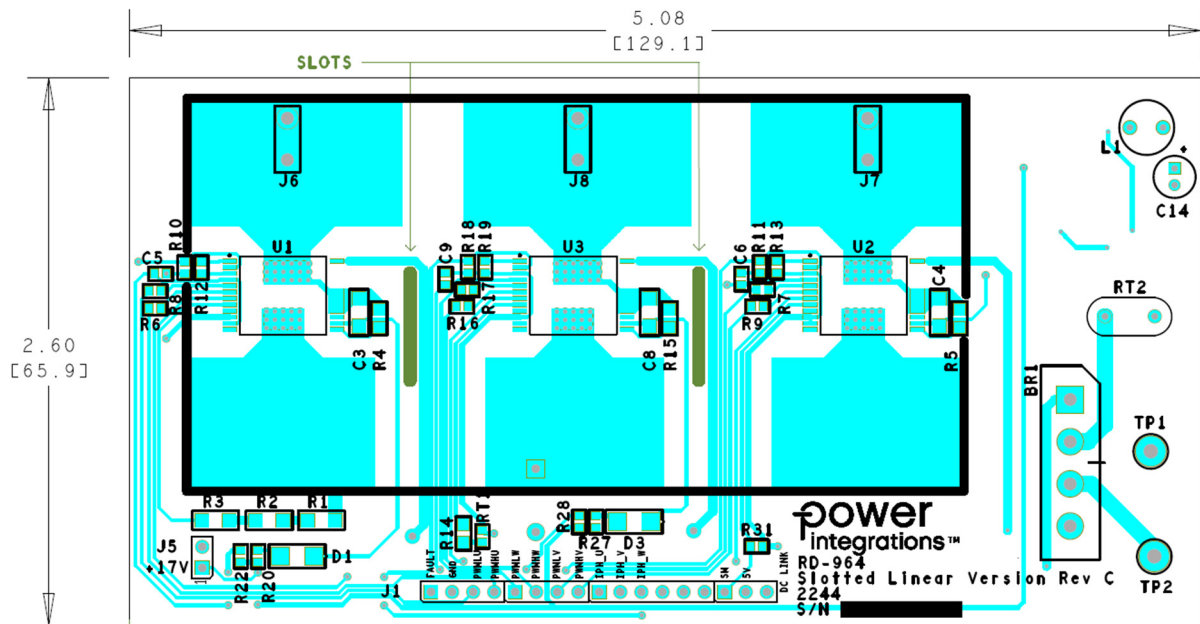 5.08
[129.1]
SLOTS
2.60
[65.9]
J6
J8
J7
L1
+
C14
R10
C5
U1
R8
R12
R6
C3
R4
R18
R19
C9
U3
R17
R16
C8
R15
R11
R13
C6
U2
R7
R9
C4
R5
RT2
BR1
TP1
TP2
R3
R2
R1
J5
+17V
1
R22
R20
D1
R14
RT1
R28
R27
D3
R31
J1
FAULT
GND
PWMLU
PWMHU
PWMLW
PWMHW
PWMLV
PWMHV
IPH_U
IPH_V
IPH_W
SM
5V
DC_LINK
power
integrations™
RD-964
Slotted Linear Version Rev C
2244
S/N